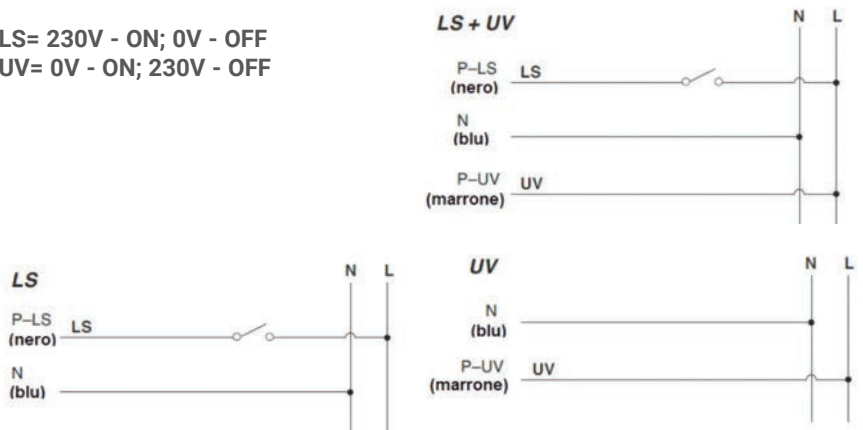 LS= 230V - ON; 0V - OFF
UV= 0V - ON; 230V - OFF
LS + UV
N L
P–LS LS
(nero)
N
(blu)
P–UV UV
(marrone)
LS
N L
P–LS LS
(nero)
N
(blu)
UV
N L
N
(blu)
P–UV UV
(marrone)